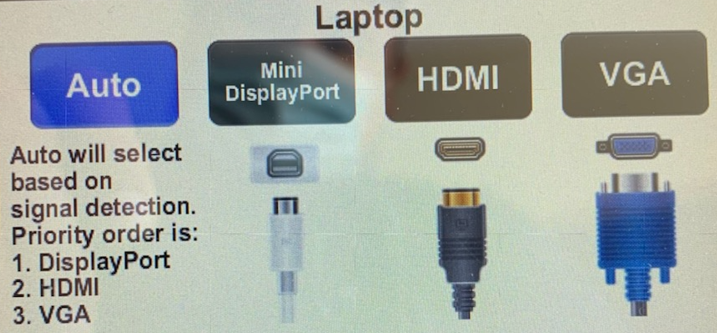 Laptop
Auto
Mini
DisplayPort
HDMI
VGA
Auto will select
based on
signal detection.
Priority order is:
1. DisplayPort
2. HDMI
3. VGA